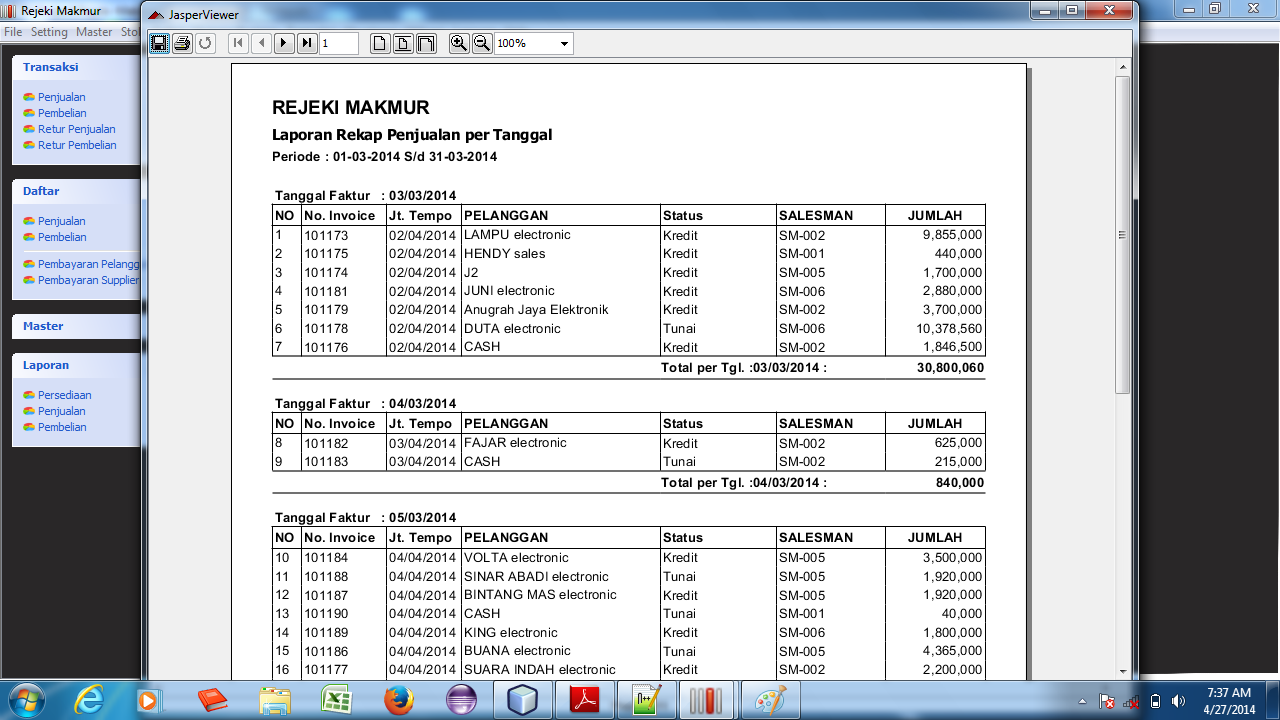 Rejeki Makmur
JasperViewer
File Setting Master Sto
1
100%
Transaksi
Penjualan
Pembelian
Retur Penjualan
Retur Pembelian
Daftar
Penjualan
Pembelian
Pembayaran Pelangg
Pembayaran Supplier
Master
Laporan
Persediaan
Penjualan
Pembelian
REJEKI MAKMUR
Laporan Rekap Penjualan per Tanggal
Periode : 01-03-2014 S/d 31-03-2014
Tanggal Faktur : 03/03/2014
NO No. Invoice Jt. Tempo PELANGGAN Status SALESMAN JUMLAH
1 101173 02/04/2014 LAMPU electronic Kredit SM-002 9,855,000
2 101175 02/04/2014 HENDY sales Kredit SM-001 440,000
3 101174 02/04/2014 J2 Kredit SM-005 1,700,000
4 101181 02/04/2014 JUNI electronic Kredit SM-006 2,880,000
5 101179 02/04/2014 Anugrah Jaya Elektronik Kredit SM-002 3,700,000
6 101178 02/04/2014 DUTA electronic Tunai SM-006 10,378,560
7 101176 02/04/2014 CASH Kredit SM-002 1,846,500
Total per Tgl. :03/03/2014 : 30,800,060
Tanggal Faktur : 04/03/2014
NO No. Invoice Jt. Tempo PELANGGAN Status SALESMAN JUMLAH
8 101182 03/04/2014 FAJAR electronic Kredit SM-002 625,000
9 101183 03/04/2014 CASH Tunai SM-002 215,000
Total per Tgl. :04/03/2014 : 840,000
Tanggal Faktur : 05/03/2014
NO No. Invoice Jt. Tempo PELANGGAN Status SALESMAN JUMLAH
10 101184 04/04/2014 VOLTA electronic Kredit SM-005 3,500,000
11 101188 04/04/2014 SINAR ABADI electronic Tunai SM-005 1,920,000
12 101187 04/04/2014 BINTANG MAS electronic Kredit SM-005 1,920,000
13 101190 04/04/2014 CASH Tunai SM-001 40,000
14 101189 04/04/2014 KING electronic Kredit SM-006 1,800,000
15 101186 04/04/2014 BUANA electronic Tunai SM-005 4,365,000
16 101177 04/04/2014 SUARA INDAH electronic Kredit SM-002 2,200,000
7:37 AM
4/27/2014